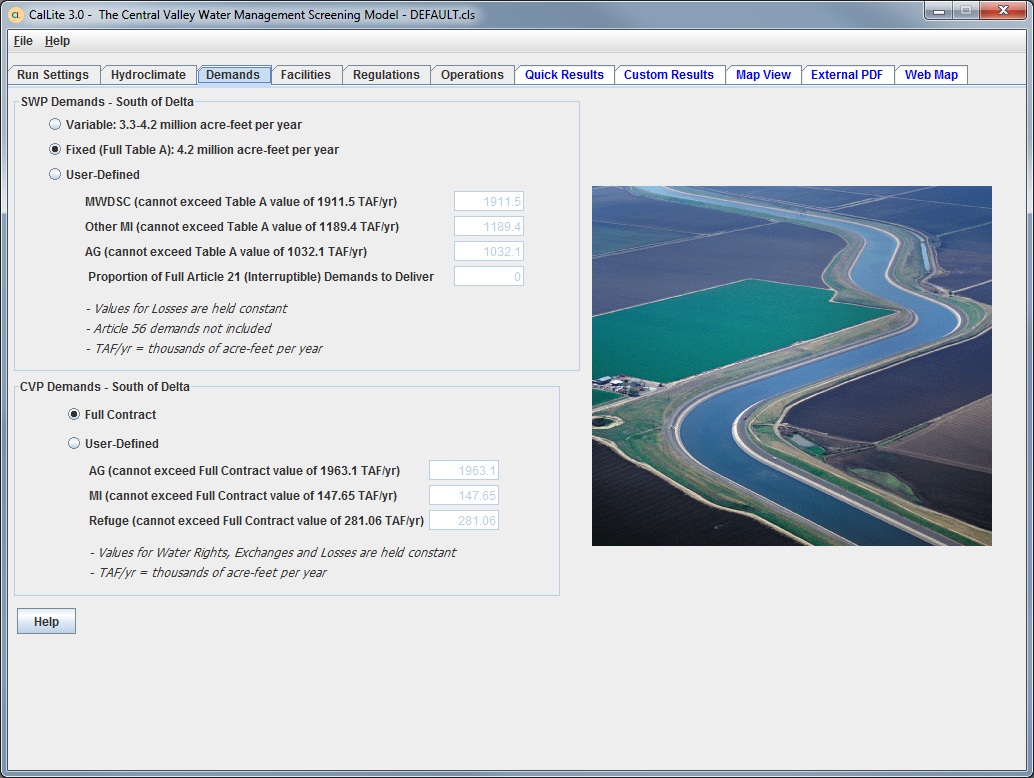 CL CalLite 3.0 - The Central Valley Water Management Screening Model - DEFAULT.cls
File Help
Run Settings Hydroclimate Demands Facilities Regulations Operations Quick Results Custom Results Map View External PDF Web Map
SWP Demands - South of Delta
Variable: 3.3-4.2 million acre-feet per year
Fixed (Full Table A): 4.2 million acre-feet per year
User-Defined
MWDSC (cannot exceed Table A value of 1911.5 TAF/yr) 1911.5
Other MI (cannot exceed Table A value of 1189.4 TAF/yr) 1189.4
AG (cannot exceed Table A value of 1032.1 TAF/yr) 1032.1
Proportion of Full Article 21 (Interruptible) Demands to Deliver 0
- Values for Losses are held constant
- Article 56 demands not included
- TAF/yr = thousands of acre-feet per year
CVP Demands - South of Delta
Full Contract
User-Defined
AG (cannot exceed Full Contract value of 1963.1 TAF/yr) 1963.1
MI (cannot exceed Full Contract value of 147.65 TAF/yr) 147.65
Refuge (cannot exceed Full Contract value of 281.06 TAF/yr) 281.06
- Values for Water Rights, Exchanges and Losses are held constant
- TAF/yr = thousands of acre-feet per year
Help